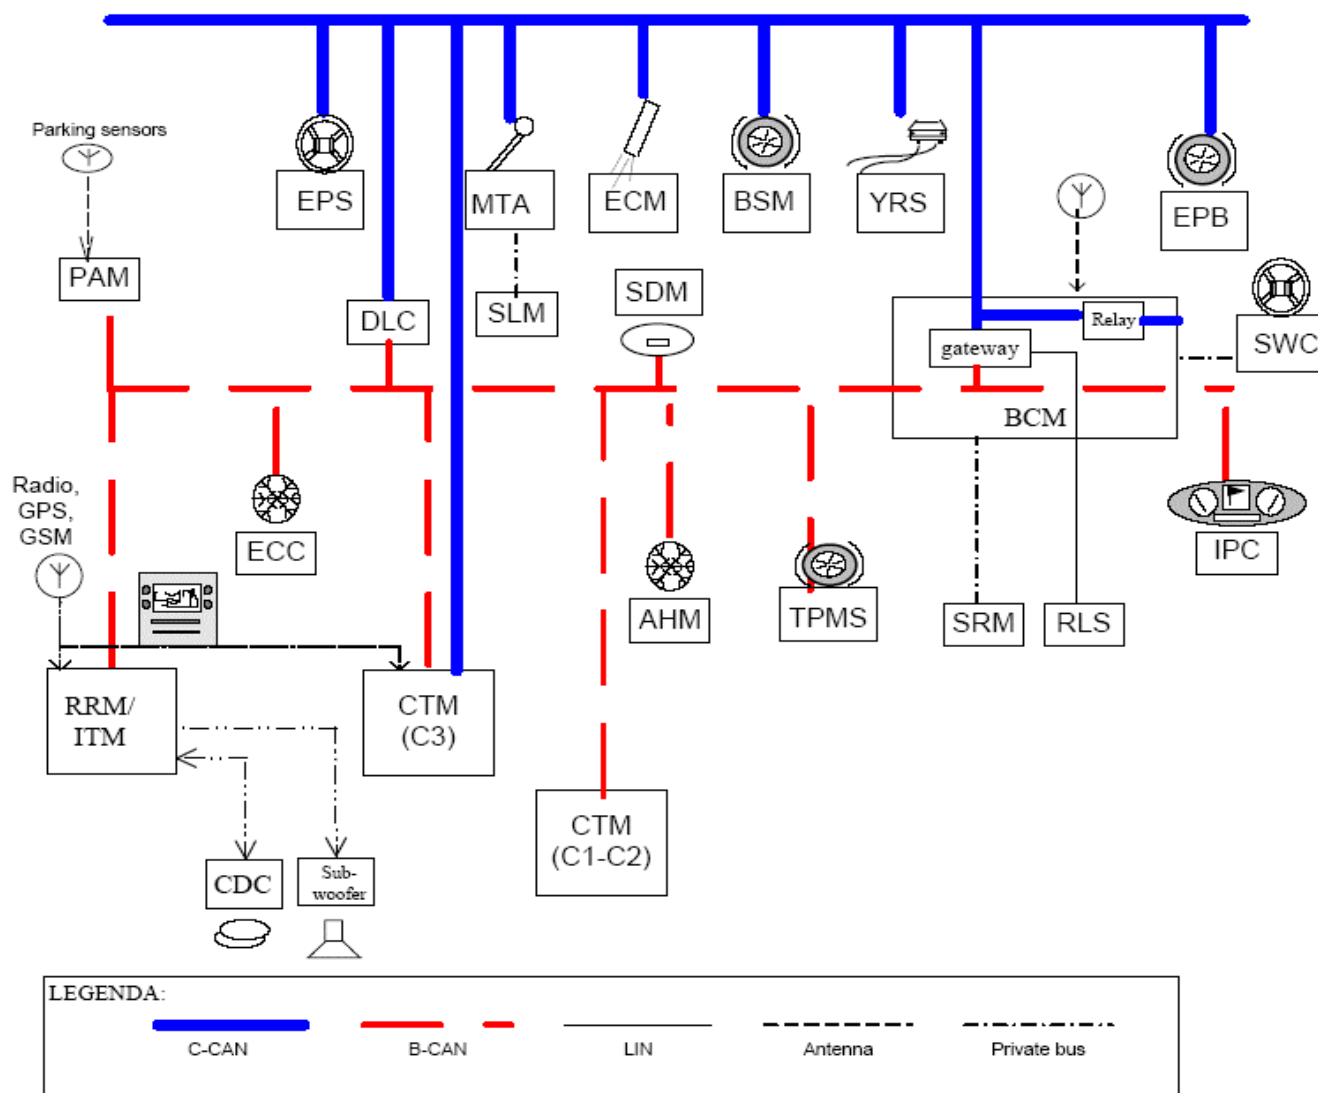 Parking sensors
EPS
MTA
ECM
BSM
YRS
EPB
PAM
DLC
SLM
SDM
Relay
gateway
SWC
BCM
Radio,
GPS,
GSM
ECC
IPC
AHM
TPMS
SRM
RLS
RRM/
ITM
CTM
(C3)
CTM
(C1-C2)
CDC
Sub-
woofer
LEGENDA:
C-CAN
B-CAN
LIN
Antenna
Private bus